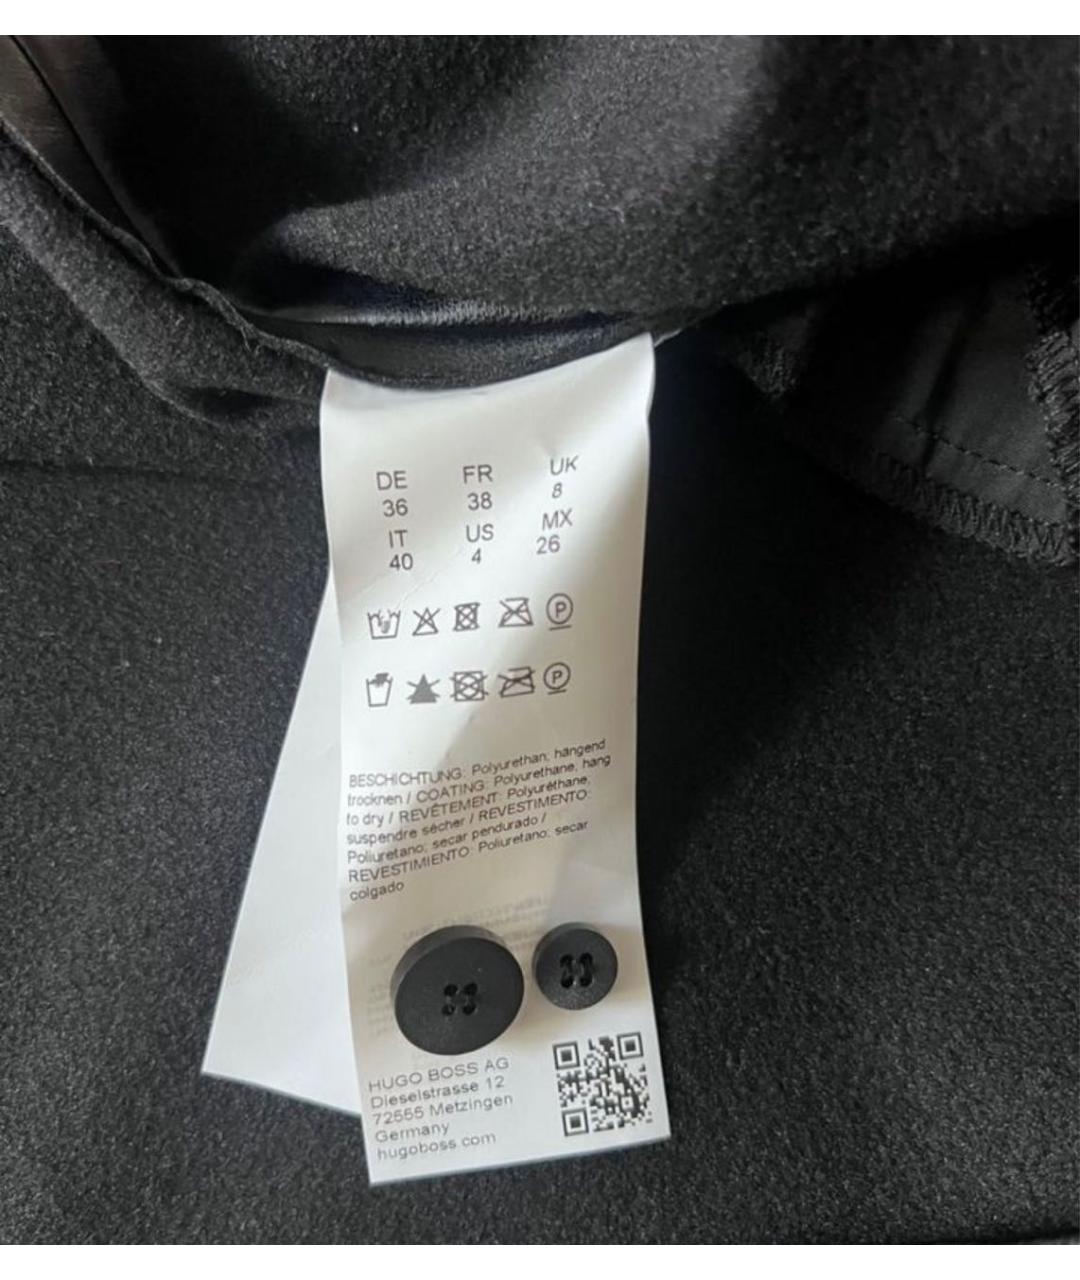 DE FR UK
36 38 8
IT US MX
40 4 26
P
P
BESCHICHTUNG: Polyurethan; hängend
trocknen / COATING: Polyurethane; hang
to dry / REVÊTEMENT: Polyuréthane;
suspendre sécher / REVESTIMENTO:
Poliuretano; secar pendurado /
REVESTIMIENTO: Poliuretano; secar
colgado
HUGO BOSS AG
Dieselstrasse 12
72555 Metzingen
Germany
hugoboss.com